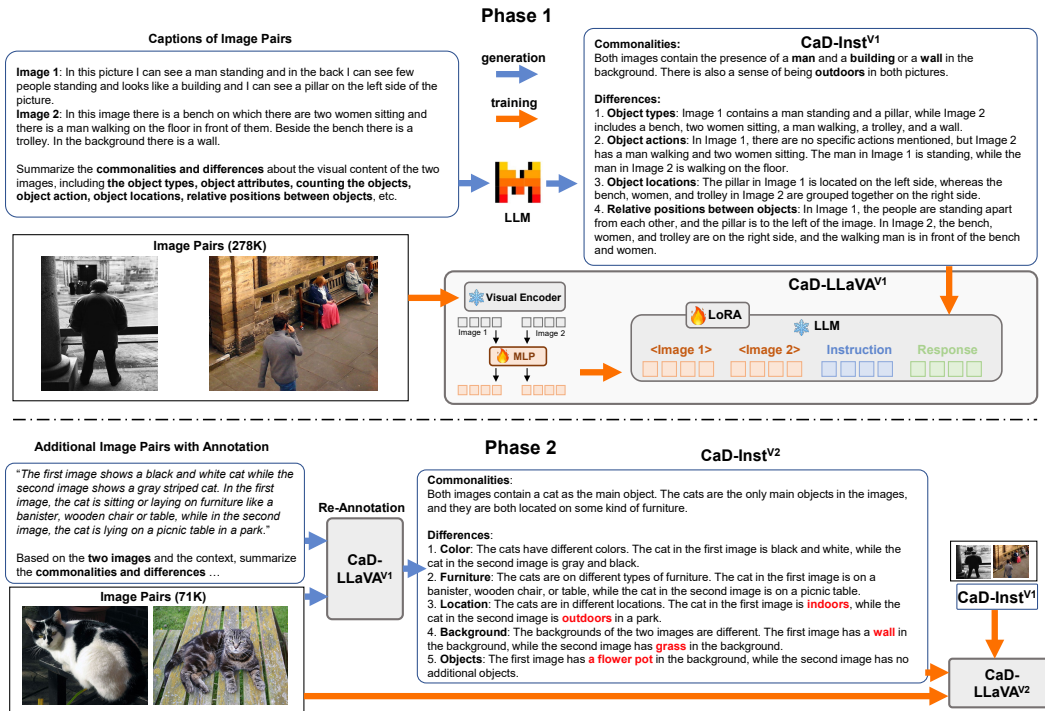 Phase 1
Captions of Image Pairs
Image 1: In this picture I can see a man standing and in the back I can see few
people standing and looks like a building and I can see a pillar on the left side of the
picture.
Image 2: In this image there is a bench on which there are two women sitting and
there is a man walking on the floor in front of them. Beside the bench there is a
trolley. In the background there is a wall.
Summarize the commonalities and differences about the visual content of the two
images, including the object types, object attributes, counting the objects,
object action, object locations, relative positions between objects, etc.
generation
training
LLM
CaD-Inst^V1
Commonalities:
Both images contain the presence of a man and a building or a wall in the
background. There is also a sense of being outdoors in both pictures.
Differences:
1. Object types: Image 1 contains a man standing and a pillar, while Image 2
includes a bench, two women sitting, a man walking, a trolley, and a wall.
2. Object actions: In Image 1, there are no specific actions mentioned, but Image 2
has a man walking and two women sitting. The man in Image 1 is standing, while the
man in Image 2 is walking on the floor.
3. Object locations: The pillar in Image 1 is located on the left side, whereas the
bench, women, and trolley in Image 2 are grouped together on the right side.
4. Relative positions between objects: In Image 1, the people are standing apart
from each other, and the pillar is to the left of the image. In Image 2, the bench,
women, and trolley are on the right side, and the walking man is in front of the bench
and women.
Image Pairs (278K)
CaD-LLaVA^V1
Visual Encoder
Image 1
Image 2
MLP
LoRA
LLM
<Image 1>
<Image 2>
Instruction
Response
Phase 2
Additional Image Pairs with Annotation
"The first image shows a black and white cat while the
second image shows a gray striped cat. In the first
image, the cat is sitting or laying on furniture like a
banister, wooden chair or table, while in the second
image, the cat is lying on a picnic table in a park."
Based on the two images and the context, summarize
the commonalities and differences ...
Image Pairs (71K)
Re-Annotation
CaD-
LLaVA^V1
CaD-Inst^V2
Commonalities:
Both images contain a cat as the main object. The cats are the only main objects in the images,
and they are both located on some kind of furniture.
Differences:
1. Color: The cats have different colors. The cat in the first image is black and white, while the
cat in the second image is gray and black.
2. Furniture: The cats are on different types of furniture. The cat in the first image is on a
banister, wooden chair, or table, while the cat in the second image is on a picnic table.
3. Location: The cats are in different locations. The cat in the first image is indoors, while the
cat in the second image is outdoors in a park.
4. Background: The backgrounds of the two images are different. The first image has a wall in
the background, while the second image has grass in the background.
5. Objects: The first image has a flower pot in the background, while the second image has no
additional objects.
CaD-Inst^V1
CaD-
LLaVA^V2